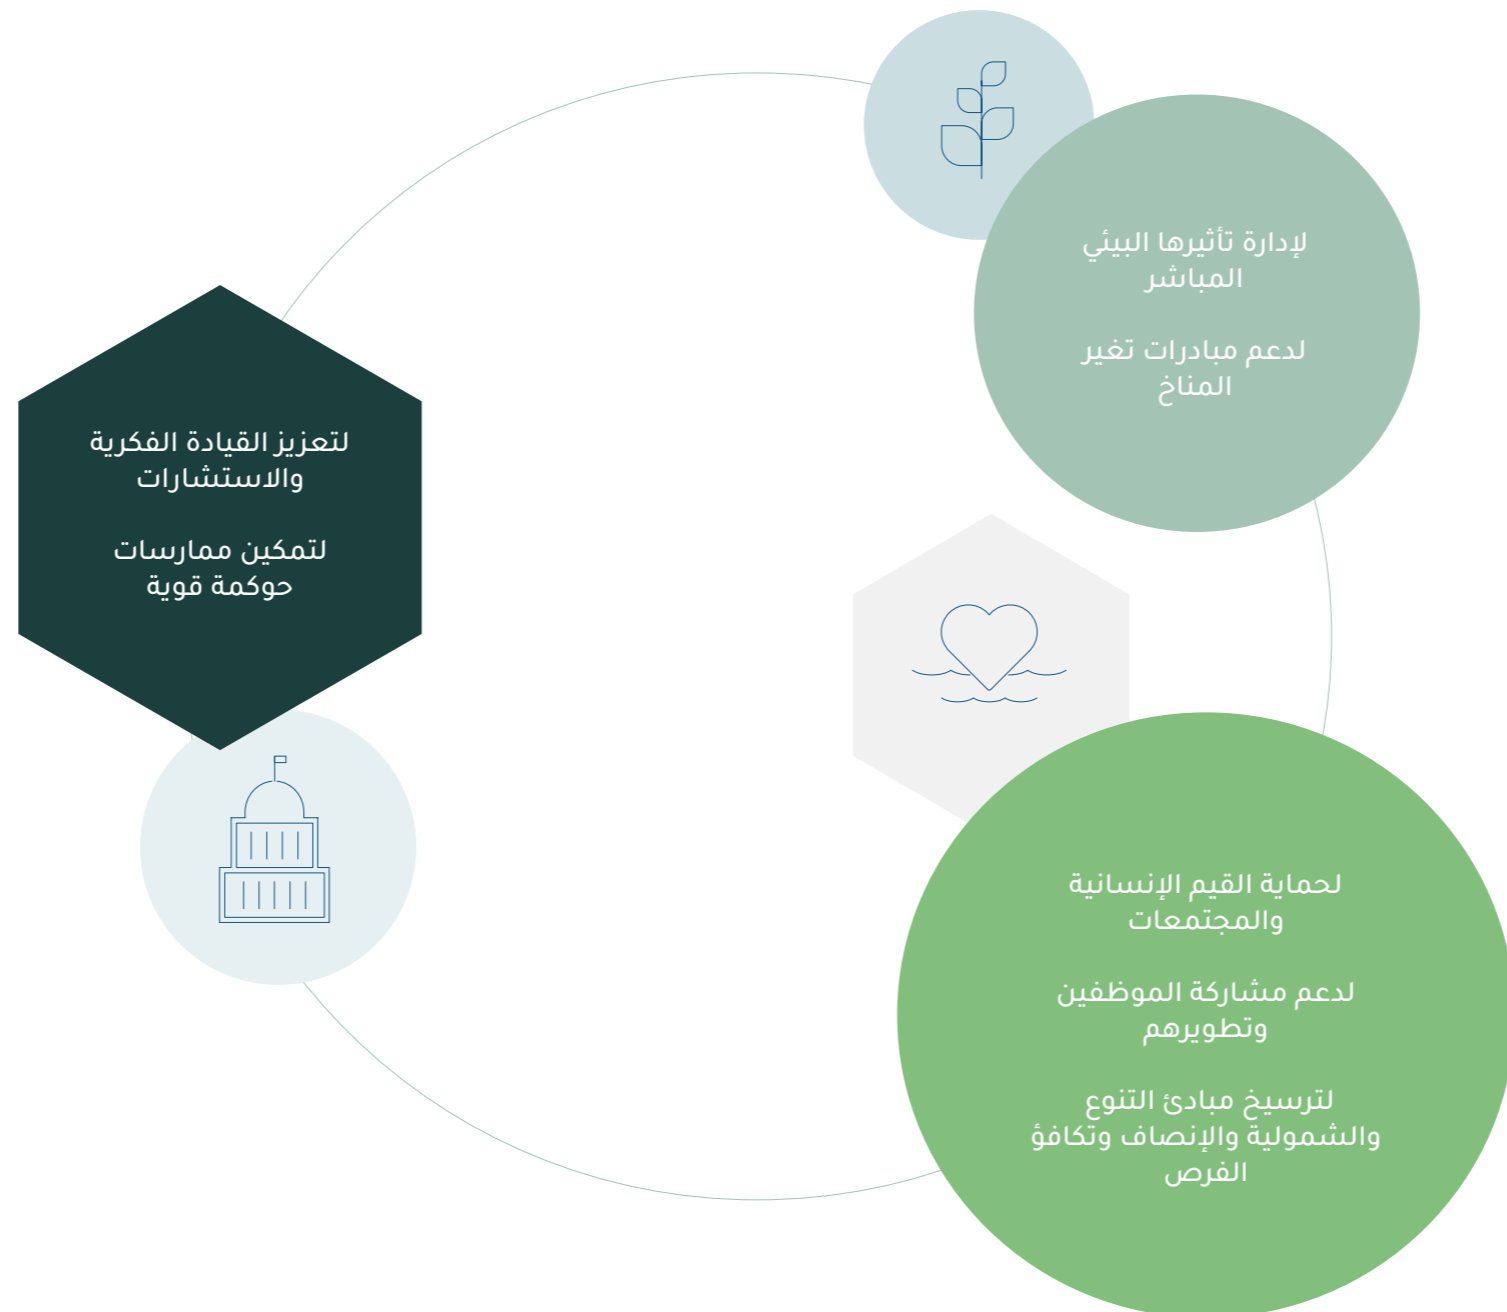 لإدارة تأثيرها البيئي
المباشر
لدعم مبادرات تغير
المناخ
لتعزيز القيادة الفكرية
والاستشارات
لتمكين ممارسات
حوكمة قوية
لحماية القيم الإنسانية
والمجتمعات
لدعم مشاركة الموظفين
وتطويرهم
لترسيخ مبادئ التنوع
والشمولية والإنصاف وتكافؤ
الفرص